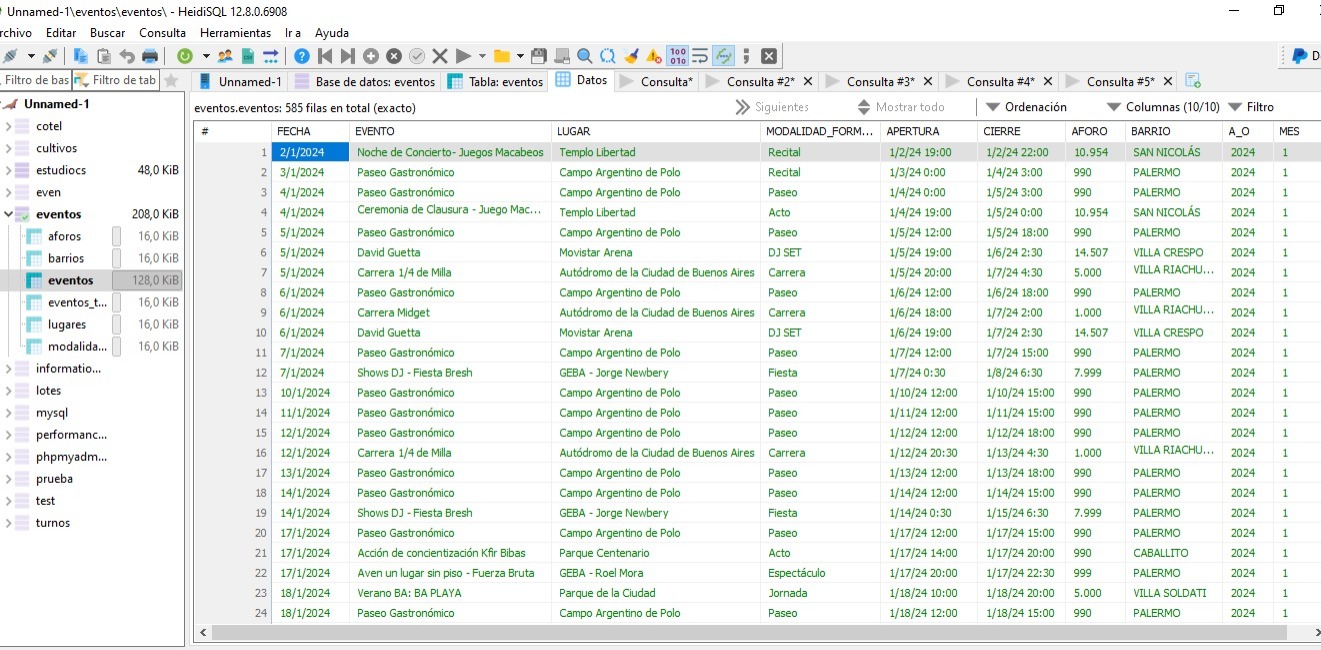 Unnamed-1\eventos\eventos\ - HeidiSQL 12.8.0.6908
rchivo Editar Buscar Consulta Herramientas Ir a Ayuda
Filtro de bas Filtro de tab Unnamed-1 Base de datos: eventos Tabla: eventos Datos Consulta* Consulta #2* Consulta #3* Consulta #4* Consulta #5*
Unnamed-1
cotel
cultivos
estudiocs 48,0 KiB
even
eventos 208,0 KiB
aforos 16,0 KiB
barrios 16,0 KiB
eventos 128,0 KiB
eventos_t... 16,0 KiB
lugares 16,0 KiB
modalida... 16,0 KiB
informatio...
lotes
mysql
performanc...
phpmyadm...
prueba
test
turnos
eventos.eventos: 585 filas en total (exacto) Siguientes Mostrar todo Ordenación Columnas (10/10) Filtro
# FECHA EVENTO LUGAR MODALIDAD_FORM... APERTURA CIERRE AFORO BARRIO A_O MES
1 2/1/2024 Noche de Concierto- Juegos Macabeos Templo Libertad Recital 1/2/24 19:00 1/2/24 22:00 10.954 SAN NICOLÁS 2024 1
2 3/1/2024 Paseo Gastronómico Campo Argentino de Polo Recital 1/3/24 0:00 1/4/24 3:00 990 PALERMO 2024 1
3 4/1/2024 Paseo Gastronómico Campo Argentino de Polo Paseo 1/4/24 0:00 1/5/24 3:00 990 PALERMO 2024 1
4 4/1/2024 Ceremonia de Clausura - Juego Mac... Templo Libertad Acto 1/4/24 19:00 1/5/24 0:00 10.954 SAN NICOLÁS 2024 1
5 5/1/2024 Paseo Gastronómico Campo Argentino de Polo Paseo 1/5/24 12:00 1/5/24 18:00 990 PALERMO 2024 1
6 5/1/2024 David Guetta Movistar Arena DJ SET 1/5/24 19:00 1/6/24 2:30 14.507 VILLA CRESPO 2024 1
7 5/1/2024 Carrera 1/4 de Milla Autódromo de la Ciudad de Buenos Aires Carrera 1/5/24 20:00 1/7/24 4:30 5.000 VILLA RIACHU... 2024 1
8 6/1/2024 Paseo Gastronómico Campo Argentino de Polo Paseo 1/6/24 12:00 1/6/24 18:00 990 PALERMO 2024 1
9 6/1/2024 Carrera Midget Autódromo de la Ciudad de Buenos Aires Carrera 1/6/24 18:00 1/7/24 2:00 1.000 VILLA RIACHU... 2024 1
10 6/1/2024 David Guetta Movistar Arena DJ SET 1/6/24 19:00 1/7/24 2:30 14.507 VILLA CRESPO 2024 1
11 7/1/2024 Paseo Gastronómico Campo Argentino de Polo Paseo 1/7/24 12:00 1/7/24 15:00 990 PALERMO 2024 1
12 7/1/2024 Shows DJ - Fiesta Bresh GEBA - Jorge Newbery Fiesta 1/7/24 0:30 1/8/24 6:30 7.999 PALERMO 2024 1
13 10/1/2024 Paseo Gastronómico Campo Argentino de Polo Paseo 1/10/24 12:00 1/10/24 15:00 990 PALERMO 2024 1
14 11/1/2024 Paseo Gastronómico Campo Argentino de Polo Paseo 1/11/24 12:00 1/11/24 15:00 990 PALERMO 2024 1
15 12/1/2024 Paseo Gastronómico Campo Argentino de Polo Paseo 1/12/24 12:00 1/12/24 18:00 990 PALERMO 2024 1
16 12/1/2024 Carrera 1/4 de Milla Autódromo de la Ciudad de Buenos Aires Carrera 1/12/24 20:30 1/13/24 4:30 1.000 VILLA RIACHU... 2024 1
17 13/1/2024 Paseo Gastronómico Campo Argentino de Polo Paseo 1/13/24 12:00 1/13/24 18:00 990 PALERMO 2024 1
18 14/1/2024 Paseo Gastronómico Campo Argentino de Polo Paseo 1/14/24 12:00 1/14/24 15:00 990 PALERMO 2024 1
19 14/1/2024 Shows DJ - Fiesta Bresh GEBA - Jorge Newbery Fiesta 1/14/24 0:30 1/15/24 6:30 7.999 PALERMO 2024 1
20 17/1/2024 Paseo Gastronómico Campo Argentino de Polo Paseo 1/17/24 12:00 1/17/24 15:00 990 PALERMO 2024 1
21 17/1/2024 Acción de concientización Kfir Bibas Parque Centenario Acto 1/17/24 14:00 1/17/24 20:00 990 CABALLITO 2024 1
22 17/1/2024 Aven un lugar sin piso - Fuerza Bruta GEBA - Roel Mora Espectáculo 1/17/24 20:00 1/17/24 22:30 999 PALERMO 2024 1
23 18/1/2024 Verano BA: BA PLAYA Parque de la Ciudad Jornada 1/18/24 10:00 1/18/24 20:00 5.000 VILLA SOLDATI 2024 1
24 18/1/2024 Paseo Gastronómico Campo Argentino de Polo Paseo 1/18/24 12:00 1/18/24 15:00 990 PALERMO 2024 1